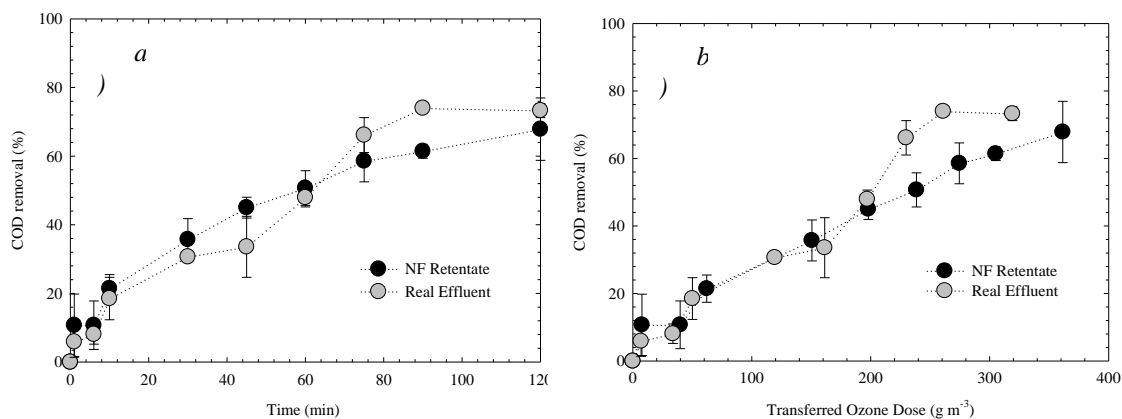 a
)
COD removal (%)
100
80
60
40
20
0
NF Retentate
Real Effluent
0 20 40 60 80 100 120
Time (min)
b
)
COD removal (%)
100
80
60
40
20
0
NF Retentate
Real Effluent
0 100 200 300 400
Transferred Ozone Dose (g m⁻³)